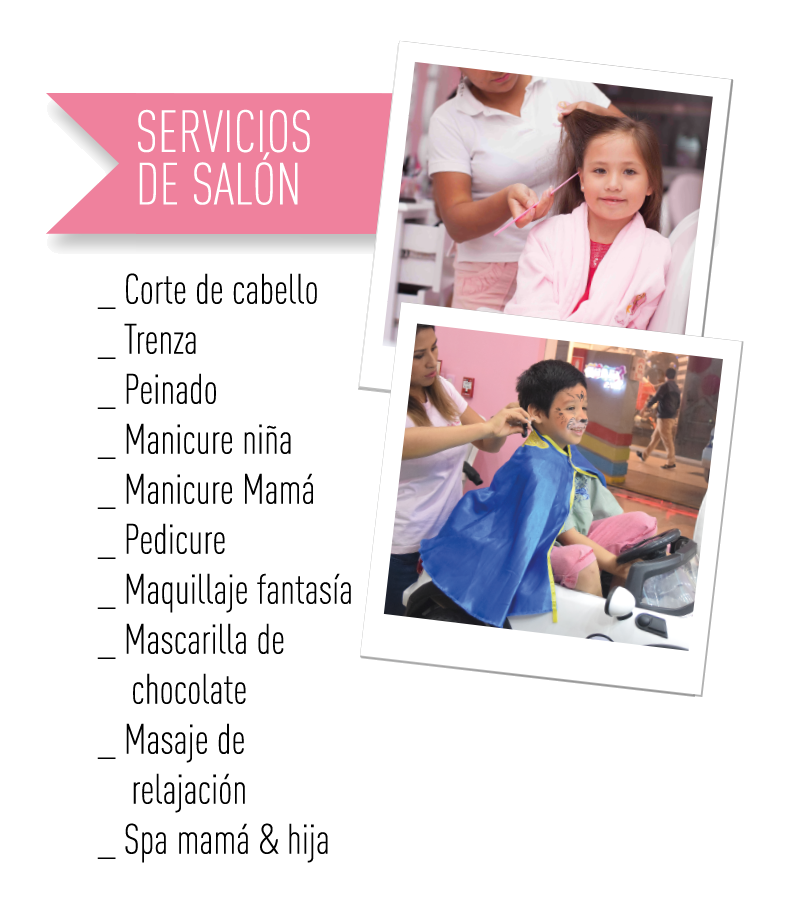 SERVICIOS
DE SALÓN
_ Corte de cabello
_ Trenza
_ Peinado
_ Manicure niña
_ Manicure Mamá
_ Pedicure
_ Maquillaje fantasía
_ Mascarilla de
chocolate
_ Masaje de
relajación
_ Spa mamá & hija